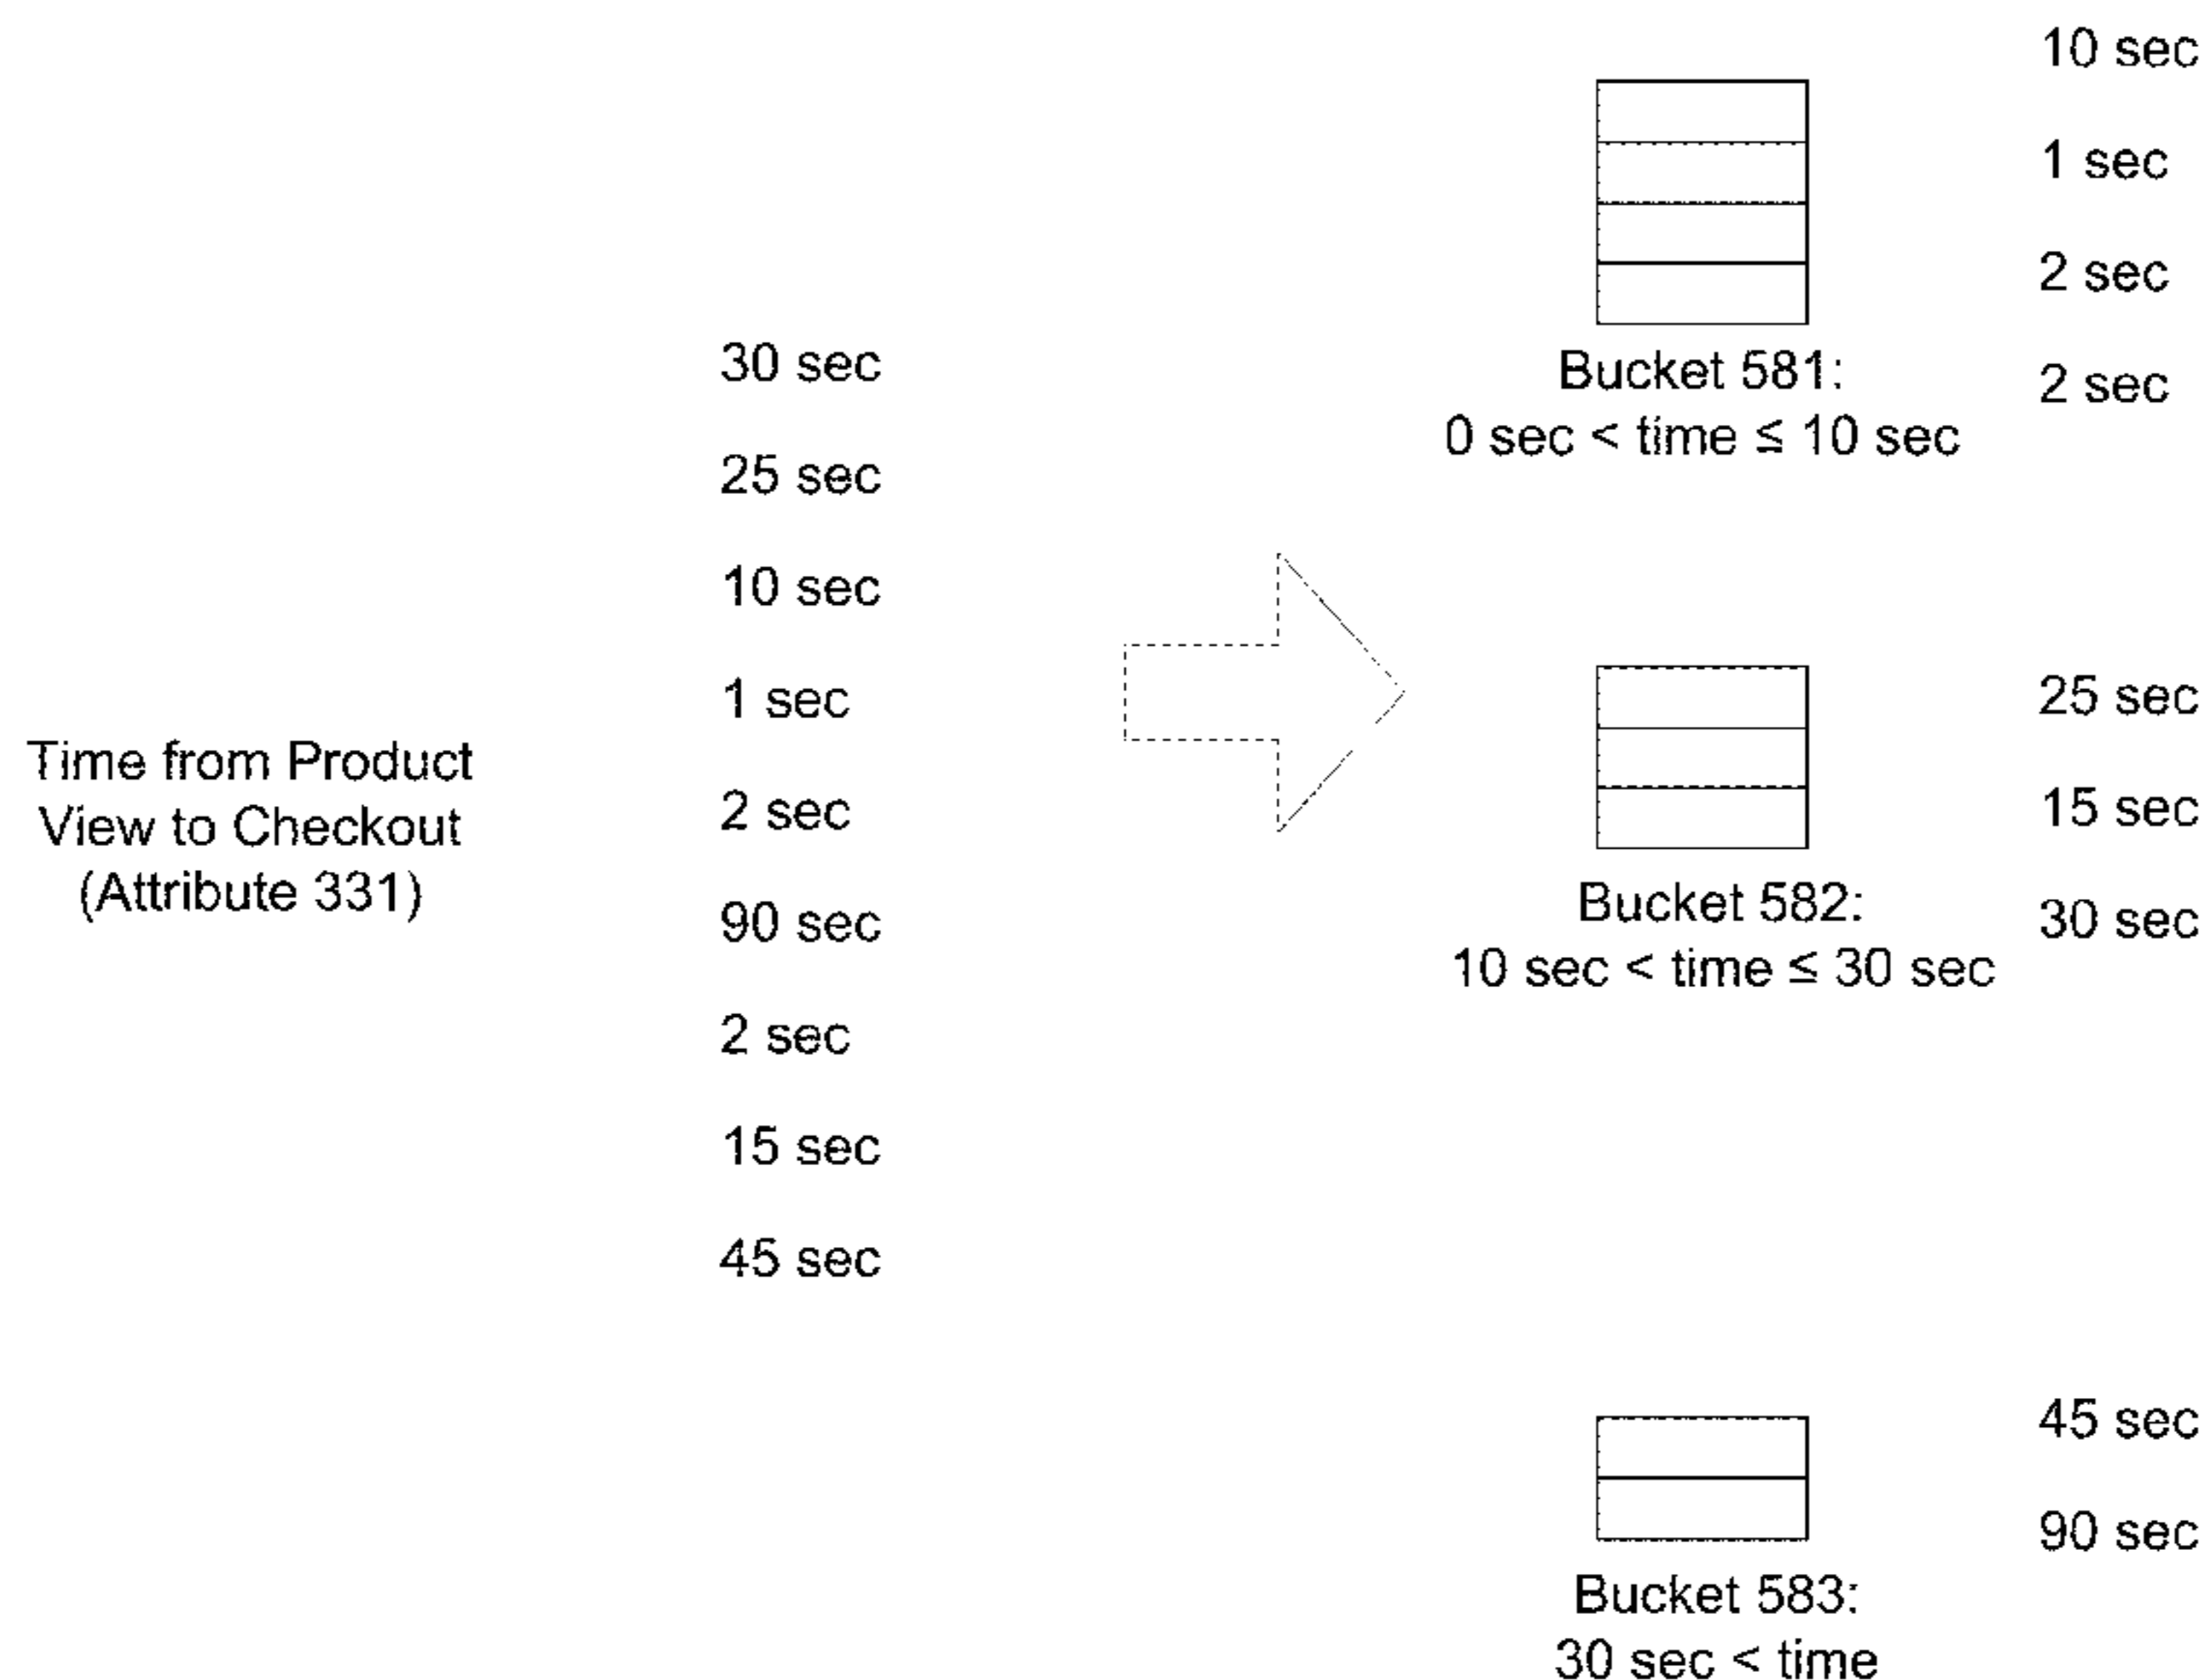 Time from Product
View to Checkout
(Attribute 331)
30 sec
25 sec
10 sec
1 sec
2 sec
90 sec
2 sec
15 sec
45 sec
Bucket 581:
0 sec < time ≤ 10 sec
10 sec
1 sec
2 sec
2 sec
Bucket 582:
10 sec < time ≤ 30 sec
25 sec
15 sec
30 sec
Bucket 583:
30 sec < time
45 sec
90 sec